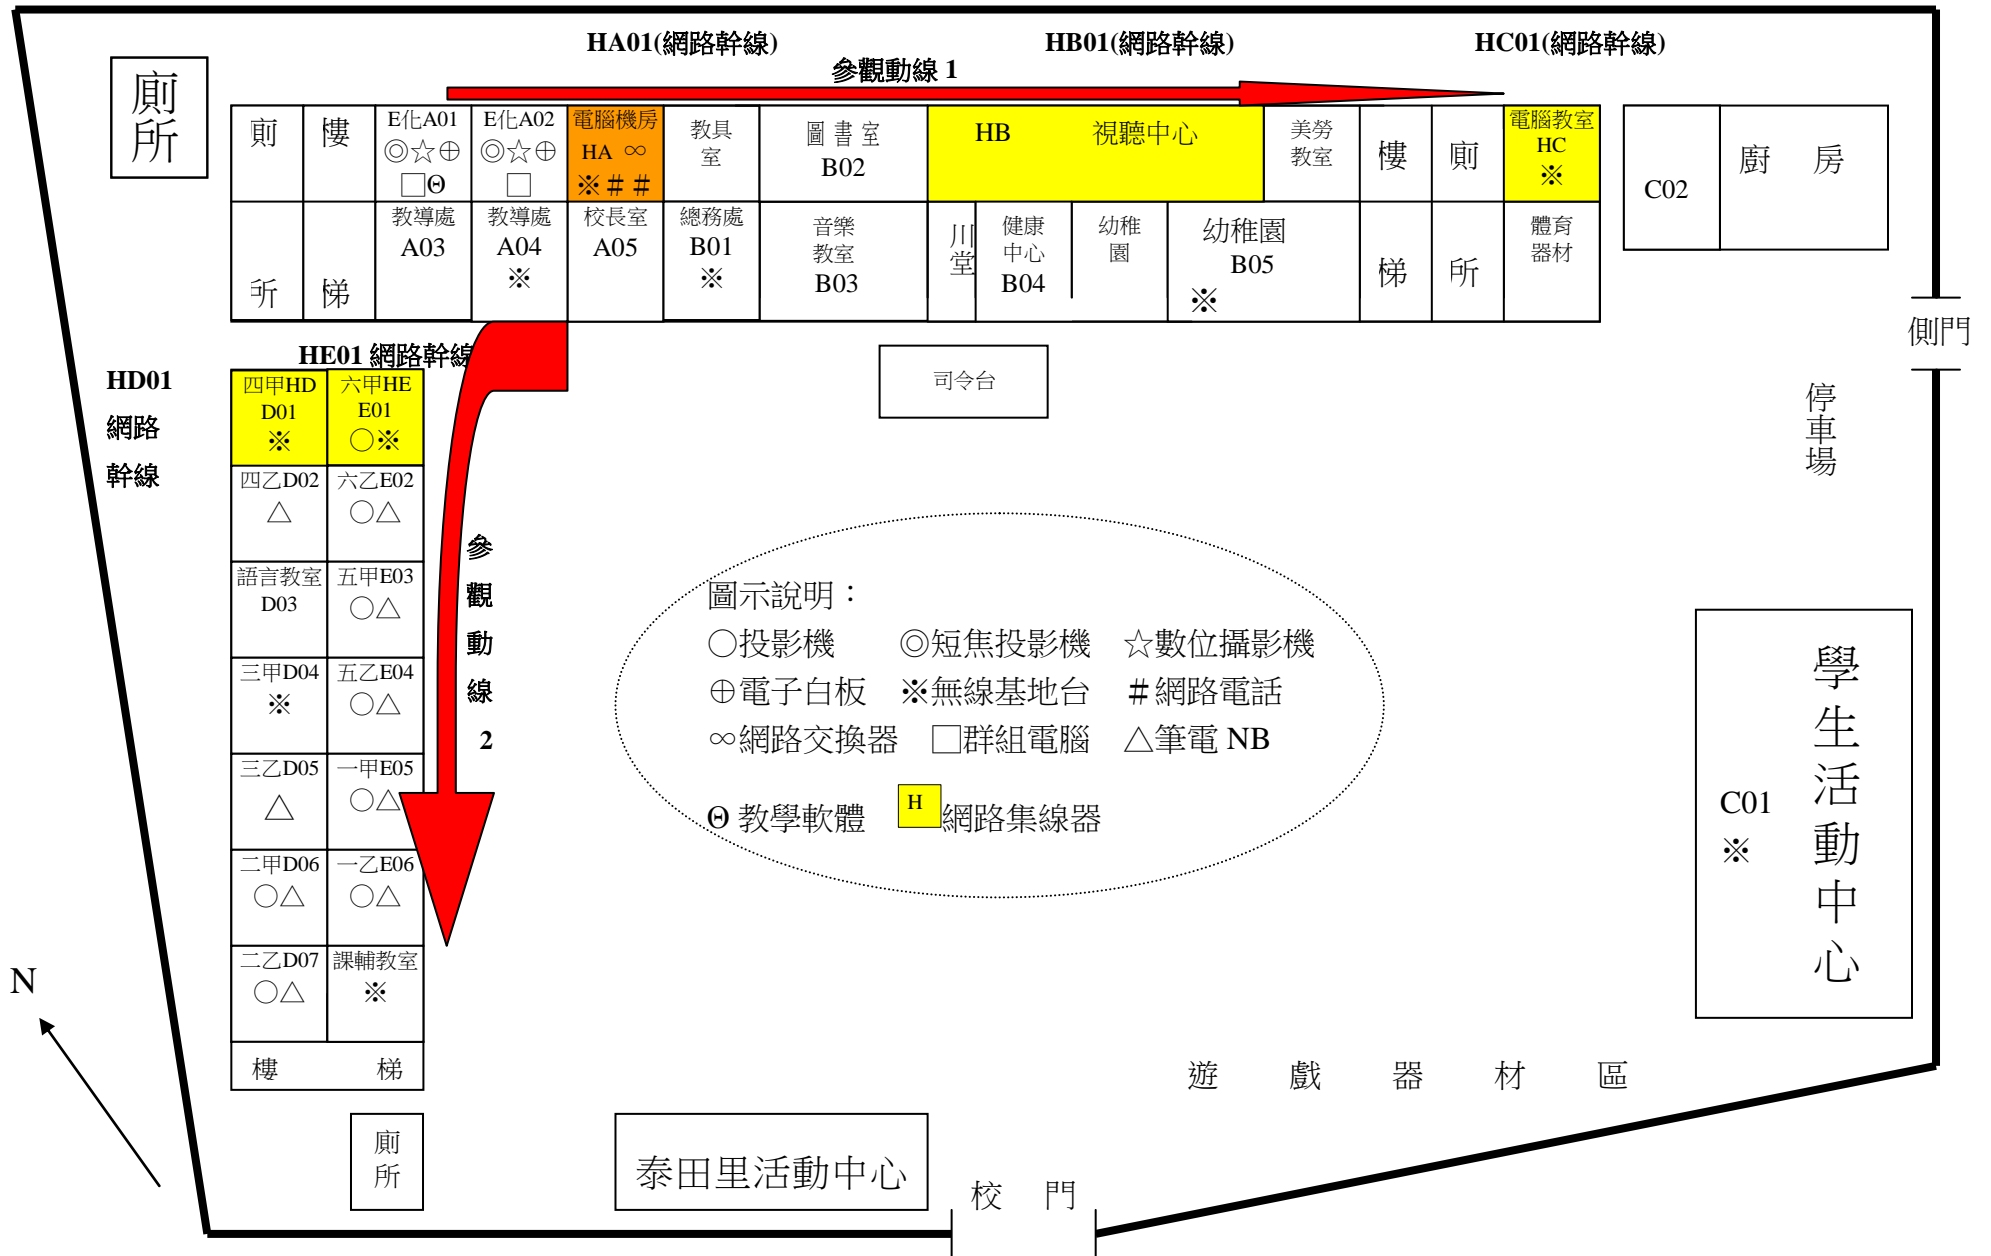 HA01(網路幹線)
HB01(網路幹線)
HC01(網路幹線)
參觀動線 1
廁所
廁所
樓梯
E化A01
◎☆⊕
□Θ
E化A02
◎☆⊕
□
電腦機房
HA ∞
※＃＃
教具
室
圖書室
B02
HB 視聽中心
美勞
教室
樓梯
廁所
電腦教室
HC
※
C02
廚 房
教導處
A03
教導處
A04
※
校長室
A05
總務處
B01
※
音樂
教室
B03
川堂
健康
中心
B04
幼稚
園
幼稚園
B05
※
體育
器材
側門
HE01 網路幹線
HD01
網路
幹線
司令台
停車場
四甲HD
D01
※
六甲HE
E01
○※
四乙D02
△
六乙E02
○△
語言教室
D03
五甲E03
○△
三甲D04
※
五乙E04
○△
三乙D05
△
一甲E05
○△
二甲D06
○△
一乙E06
○△
二乙D07
○△
課輔教室
※
樓 梯
參觀動線 2
圖示說明：
○投影機 ◎短焦投影機 ☆數位攝影機
⊕電子白板 ※無線基地台 ＃網路電話
∞網路交換器 □群組電腦 △筆電 NB
Θ 教學軟體 H 網路集線器
學生活動中心
C01
※
N
遊戲器材區
廁所
泰田里活動中心
校 門